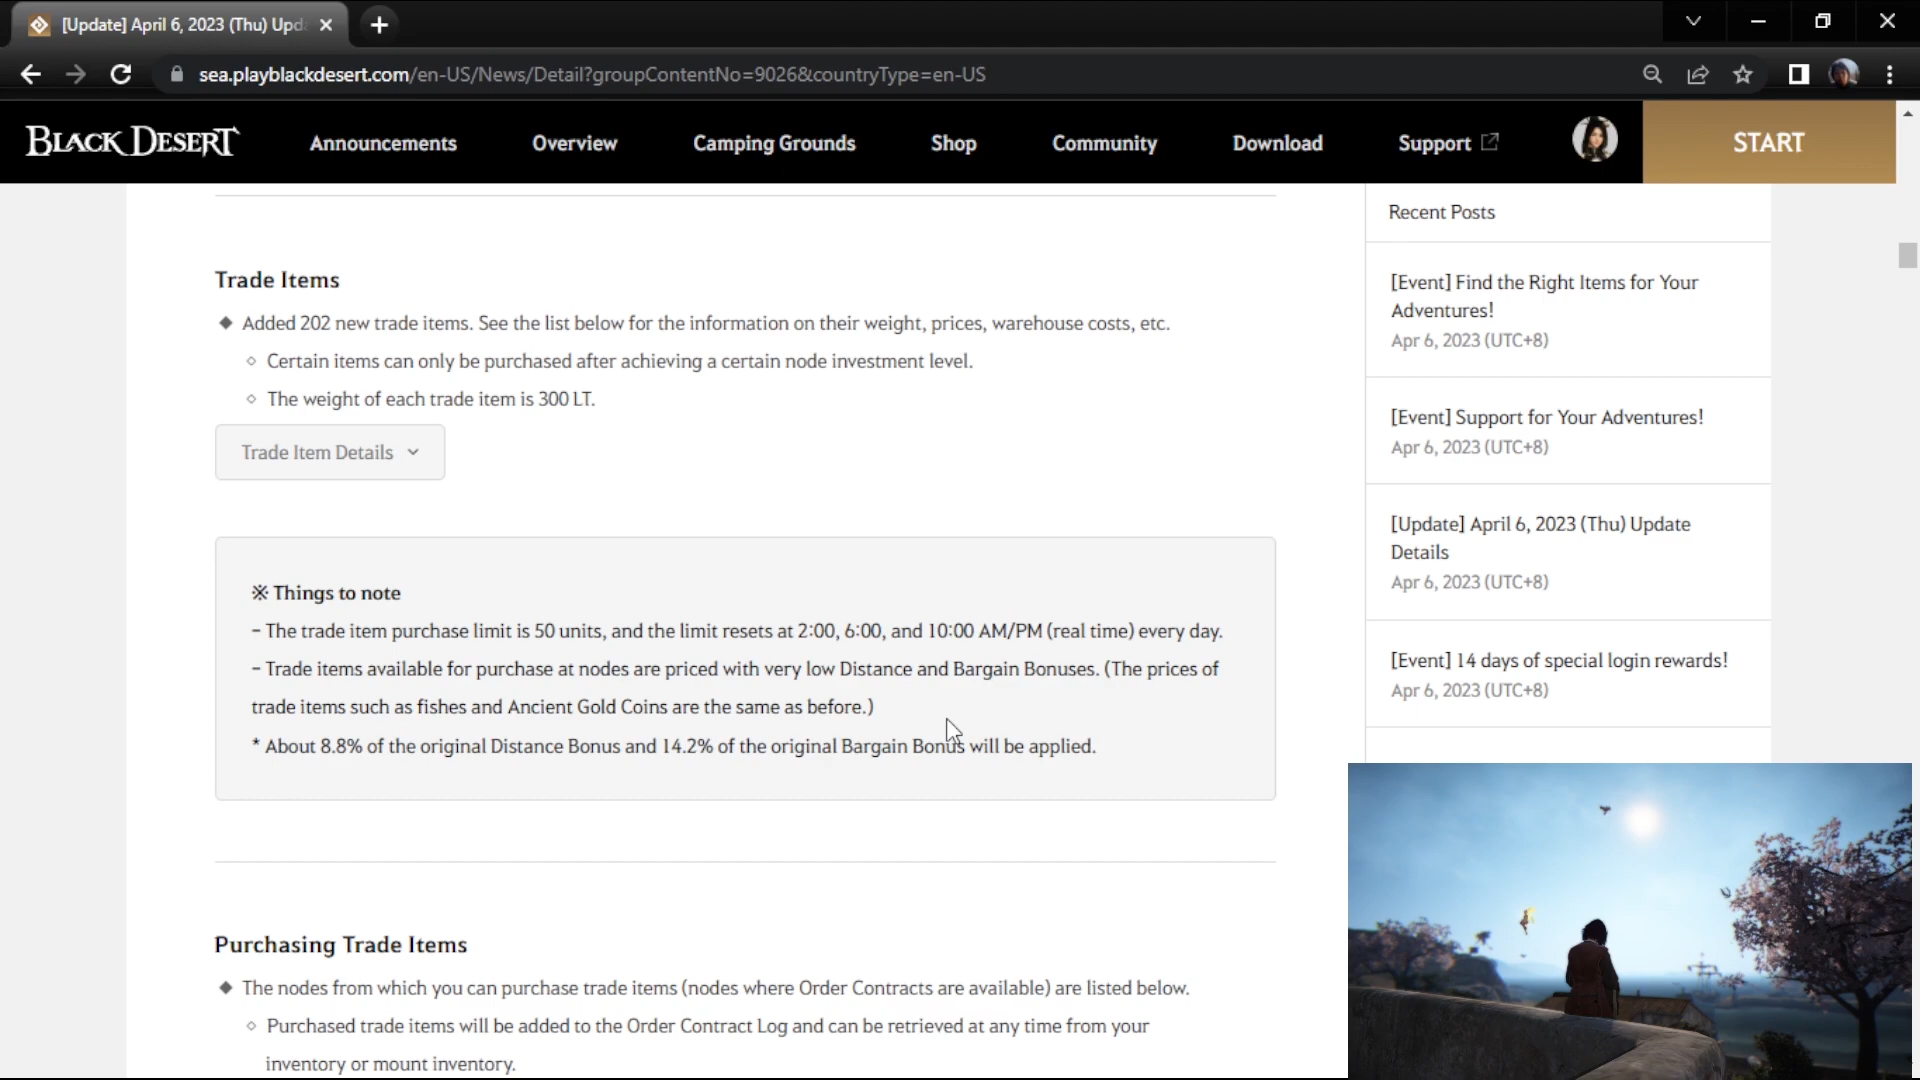 [Update] April 6, 2023 (Thu) Upd
sea.playblackdesert.com/en-US/News/Detail?groupContentNo=9026&countryType=en-US
BLACK DESERT
Announcements
Overview
Camping Grounds
Shop
Community
Download
Support
START
Trade Items
Added 202 new trade items. See the list below for the information on their weight, prices, warehouse costs, etc.
Certain items can only be purchased after achieving a certain node investment level.
The weight of each trade item is 300 LT.
Trade Item Details
※ Things to note
- The trade item purchase limit is 50 units, and the limit resets at 2:00, 6:00, and 10:00 AM/PM (real time) every day.
- Trade items available for purchase at nodes are priced with very low Distance and Bargain Bonuses. (The prices of
trade items such as fishes and Ancient Gold Coins are the same as before.)
* About 8.8% of the original Distance Bonus and 14.2% of the original Bargain Bonus will be applied.
Purchasing Trade Items
The nodes from which you can purchase trade items (nodes where Order Contracts are available) are listed below.
Purchased trade items will be added to the Order Contract Log and can be retrieved at any time from your
inventory or mount inventory.
Recent Posts
[Event] Find the Right Items for Your
Adventures!
Apr 6, 2023 (UTC+8)
[Event] Support for Your Adventures!
Apr 6, 2023 (UTC+8)
[Update] April 6, 2023 (Thu) Update
Details
Apr 6, 2023 (UTC+8)
[Event] 14 days of special login rewards!
Apr 6, 2023 (UTC+8)